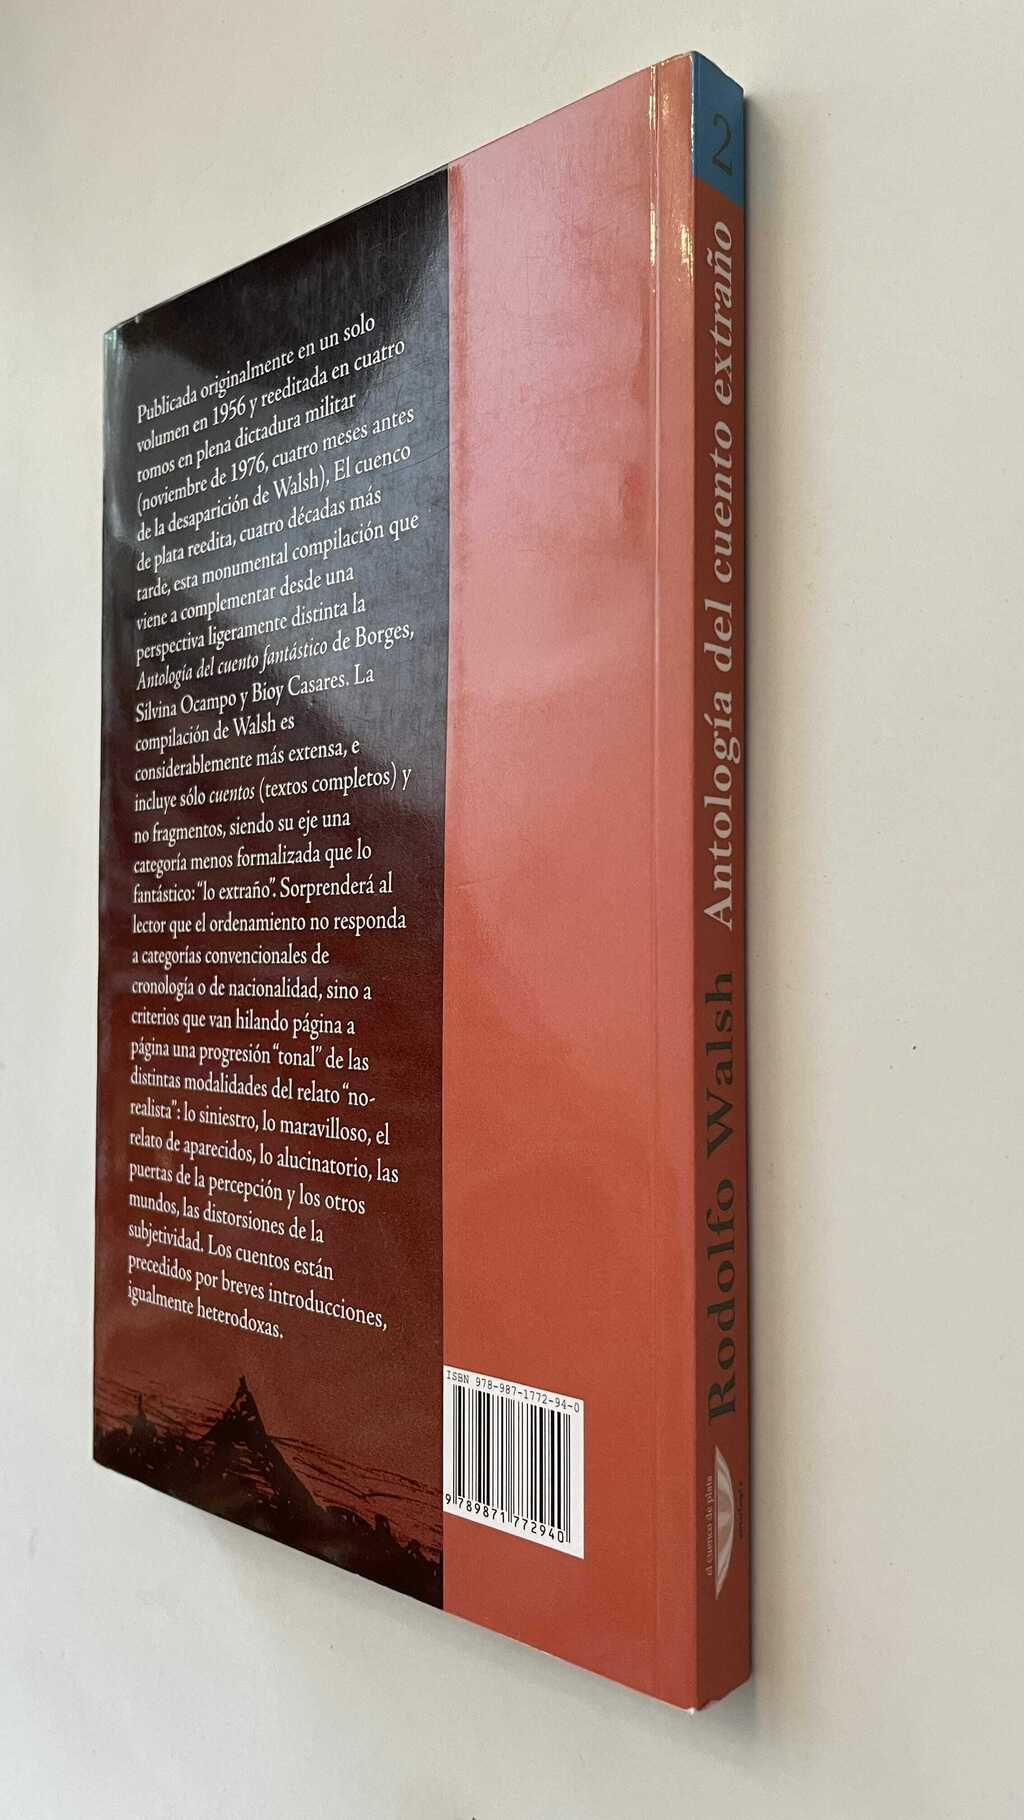 Publicada originalmente en un solo
volumen en 1956 y reeditada en cuatro
tomos en plena dictadura militar
(noviembre de 1976, cuatro meses antes
de la desaparición de Walsh), El cuenco
de plata reedita, cuatro décadas más
tarde, esta monumental compilación que
viene a complementar desde una
perspectiva ligeramente distinta la
Antología del cuento fantástico de Borges,
Silvina Ocampo y Bioy Casares. La
compilación de Walsh es
considerablemente más extensa, e
incluye sólo cuentos (textos completos) y
no fragmentos, siendo su eje una
categoría menos formalizada que lo
fantástico: “lo extraño”. Sorprenderá al
lector que el ordenamiento no responda
a categorías convencionales de
cronología o de nacionalidad, sino a
criterios que van hilando página a
página una progresión “tonal” de las
distintas modalidades del relato “no-
realista”: lo siniestro, lo maravilloso, el
relato de aparecidos, lo alucinatorio, las
puertas de la percepción y los otros
mundos, las distorsiones de la
subjetividad. Los cuentos están
precedidos por breves introducciones,
igualmente heterodoxas.
ISBN 978-987-1772-94-0
9 789871 772940
el cuenco de plata
Rodolfo Walsh Antología del cuento extraño 2